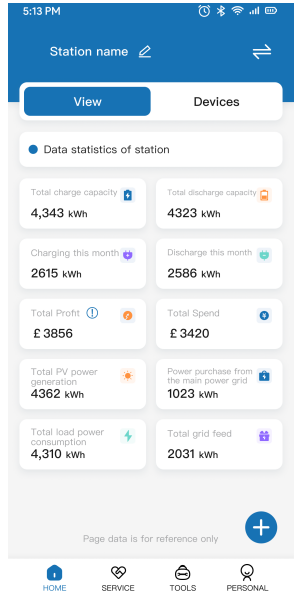 5:13 PM
Station name
View
Devices
Data statistics of station
Total charge capacity
4,343 kWh
Total discharge capacity
4323 kWh
Charging this month
2615 kWh
Discharge this month
2586 kWh
Total Profit
£3856
Total Spend
£3420
Total PV power
generation
4362 kWh
Power purchase from
the main power grid
1023 kWh
Total load power
consumption
4,310 kWh
Total grid feed
2031 kWh
Page data is for reference only
HOME
SERVICE
TOOLS
PERSONAL